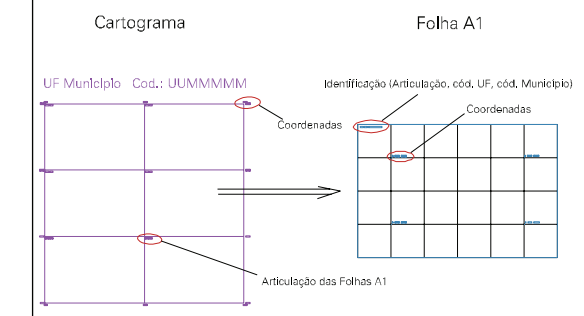 Cartograma
Folha A1
UF Município Cod.: UUMMMMM
Identificação (Articulação, cód, UF, cód, Município)
Coordenadas
Coordenadas
Articulação das Folhas A1